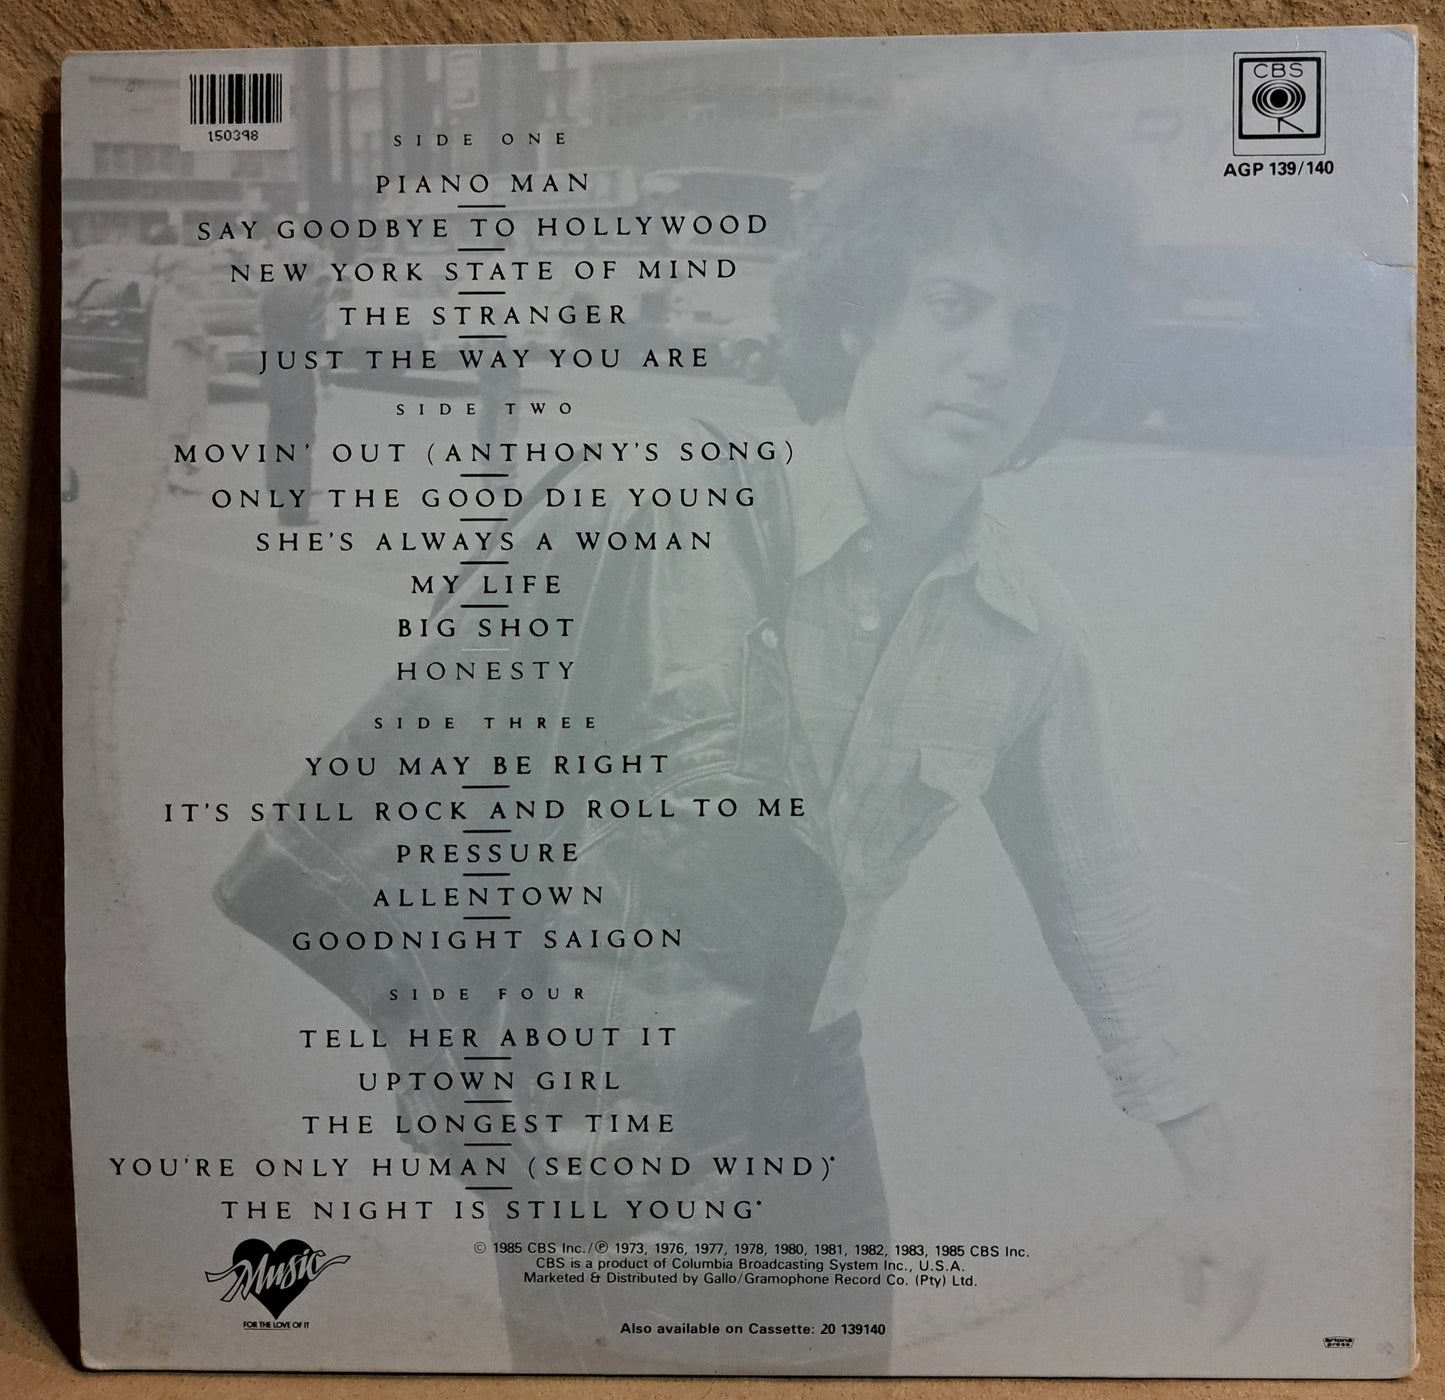 150398
CBS
AGP 139/140
SIDE ONE
PIANO MAN
SAY GOODBYE TO HOLLYWOOD
NEW YORK STATE OF MIND
THE STRANGER
JUST THE WAY YOU ARE
SIDE TWO
MOVIN' OUT (ANTHONY'S SONG)
ONLY THE GOOD DIE YOUNG
SHE'S ALWAYS A WOMAN
MY LIFE
BIG SHOT
HONESTY
SIDE THREE
YOU MAY BE RIGHT
IT'S STILL ROCK AND ROLL TO ME
PRESSURE
ALLENTOWN
GOODNIGHT SAIGON
SIDE FOUR
TELL HER ABOUT IT
UPTOWN GIRL
THE LONGEST TIME
YOU'RE ONLY HUMAN (SECOND WIND)*
THE NIGHT IS STILL YOUNG*
Music
FOR THE LOVE OF IT
© 1985 CBS Inc./℗ 1973, 1976, 1977, 1978, 1980, 1981, 1982, 1983, 1985 CBS Inc.
CBS is a product of Columbia Broadcasting System Inc., U.S.A.
Marketed & Distributed by Gallo/Gramophone Record Co. (Pty) Ltd.
Also available on Cassette: 20 139140
artone
press